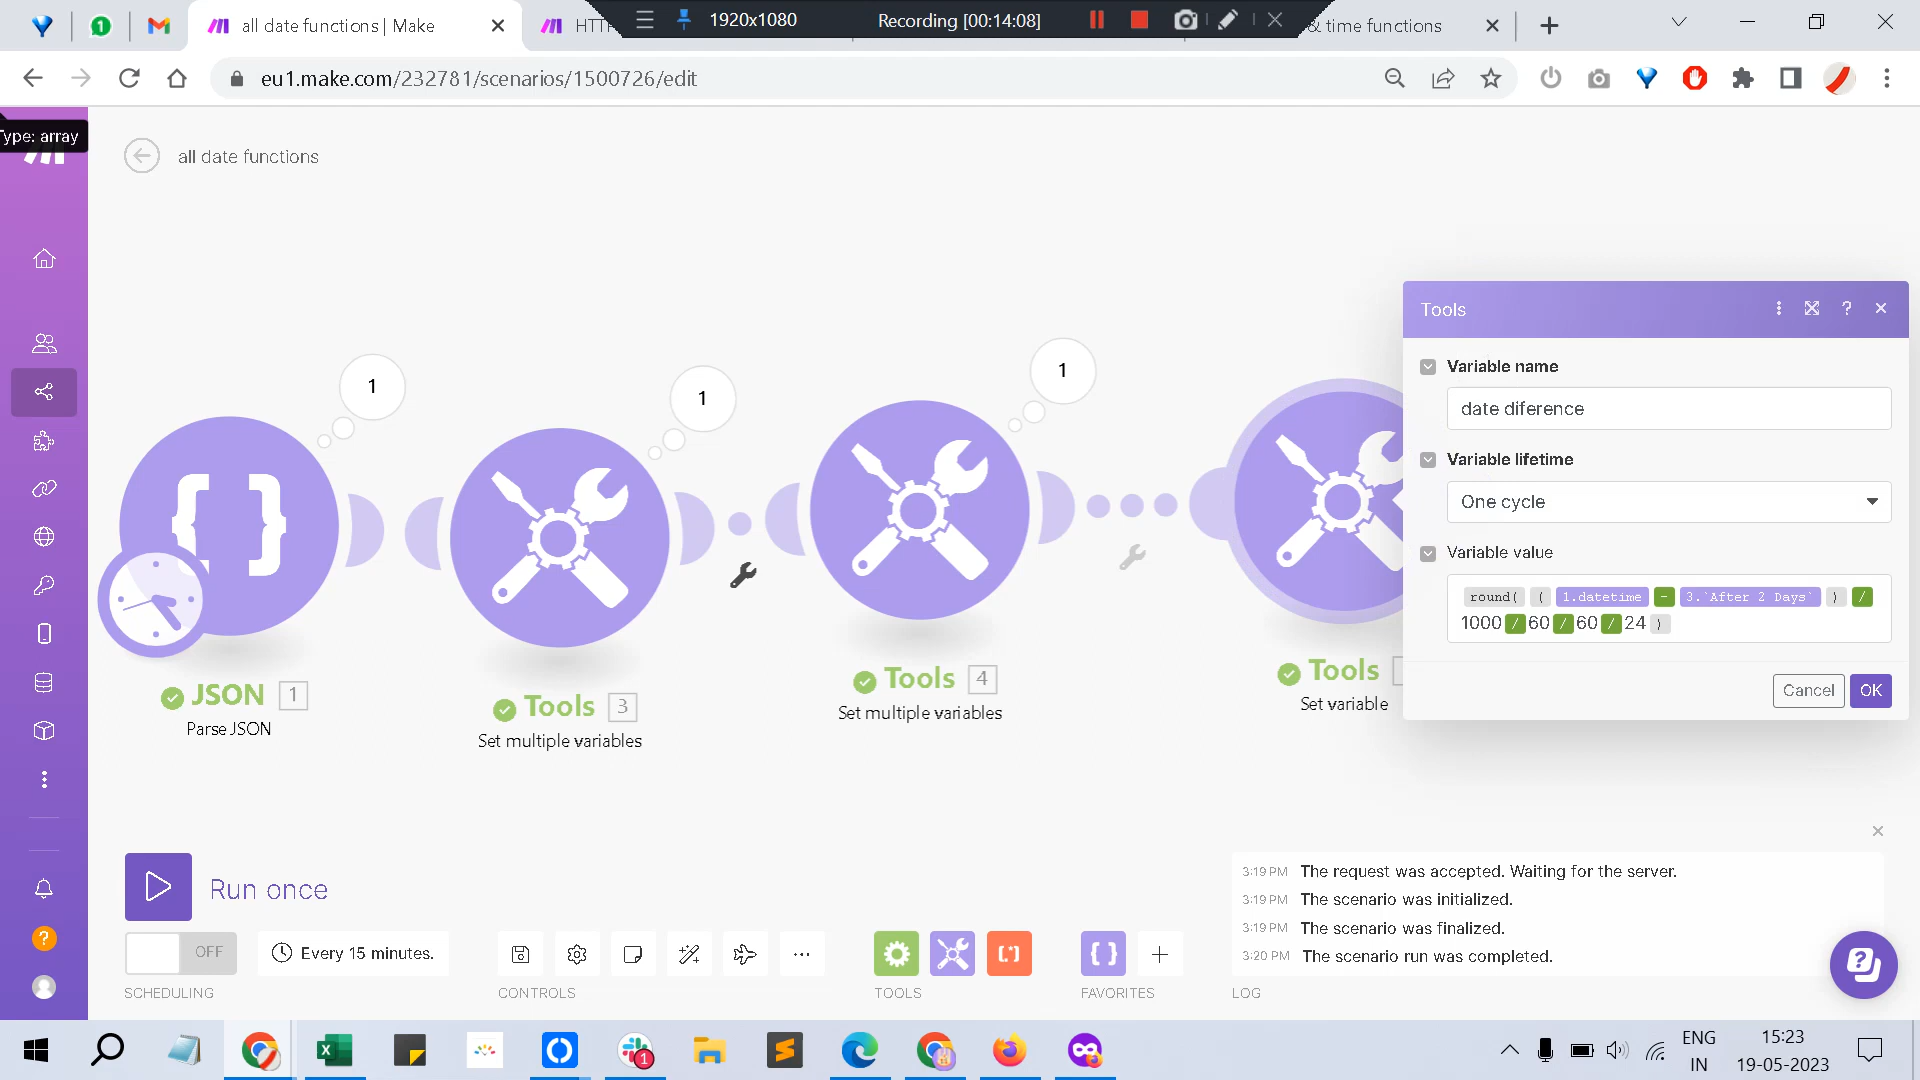 all date functions | Make
HTT
1920x1080
Recording [00:14:08]
& time functions
eu1.make.com/232781/scenarios/1500726/edit
Type: array
all date functions
1
1
1
JSON 1
Parse JSON
Tools 3
Set multiple variables
Tools 4
Set multiple variables
Tools
Set variable
Tools
Variable name
date diference
Variable lifetime
One cycle
Variable value
round( ( 1.datetime - 3.`After 2 Days` ) /
1000 / 60 / 60 / 24 )
Cancel OK
Run once
OFF
Every 15 minutes.
SCHEDULING
CONTROLS
TOOLS
FAVORITES
3:19 PM The request was accepted. Waiting for the server.
3:19 PM The scenario was initialized.
3:19 PM The scenario was finalized.
3:20 PM The scenario run was completed.
LOG
1
ENG
IN
15:23
19-05-2023